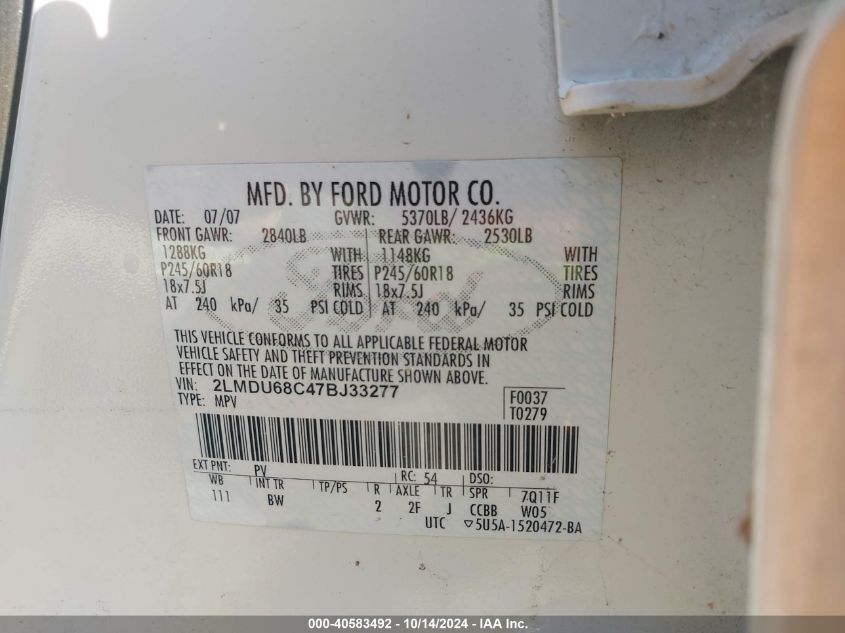 MFD. BY FORD MOTOR CO.
DATE: 07/07 GVWR: 5370LB/ 2436KG
FRONT GAWR: 2840LB REAR GAWR: 2530LB
1288KG WITH 1148KG WITH
P245/60R18 TIRES P245/60R18 TIRES
18x7.5J RIMS 18x7.5J RIMS
AT 240 kPa/ 35 PSI COLD AT 240 kPa/ 35 PSI COLD
Ford
THIS VEHICLE CONFORMS TO ALL APPLICABLE FEDERAL MOTOR
VEHICLE SAFETY AND THEFT PREVENTION STANDARDS IN
EFFECT ON THE DATE OF MANUFACTURE SHOWN ABOVE.
VIN: 2LMDU68C47BJ33277 F0037
TYPE: MPV T0279
EXT PNT: PV RC: 54 DSO:
WB INT TR TP/PS R AXLE TR SPR 7Q11F
111 BW 2 2F J CCBB W05
UTC ▽5U5A-1520472-BA
000-40583492 - 10/14/2024 - IAA Inc.